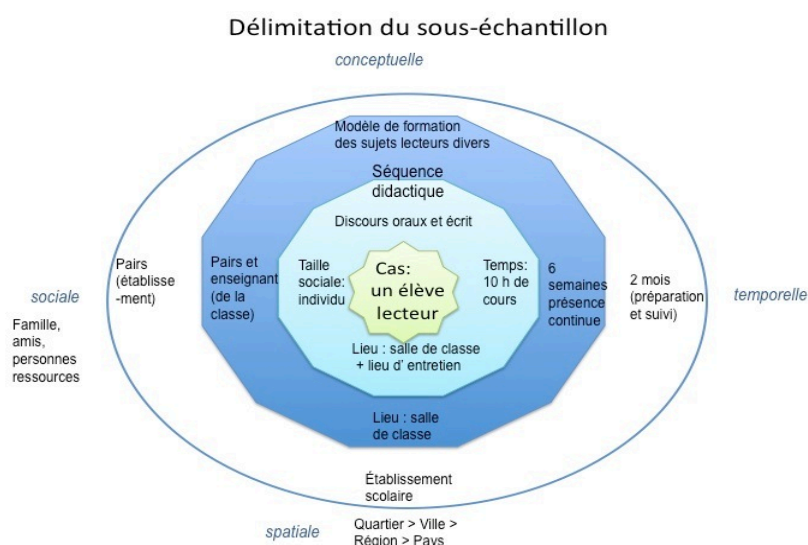 Délimitation du sous-échantillon
conceptuelle
Modèle de formation
des sujets lecteurs divers
Séquence
didactique
Discours oraux et écrit
Pairs
(établisse
-ment)
Pairs et
enseignant
(de la
classe)
Taille
sociale:
individu
Cas:
un élève
lecteur
Temps:
10 h de
cours
6
semaines
présence
continue
2 mois
(préparation
et suivi)
sociale
temporelle
Famille,
amis,
personnes
ressources
Lieu : salle de classe
+ lieu d’ entretien
Lieu : salle
de classe
Établissement
scolaire
spatiale
Quartier > Ville >
Région > Pays